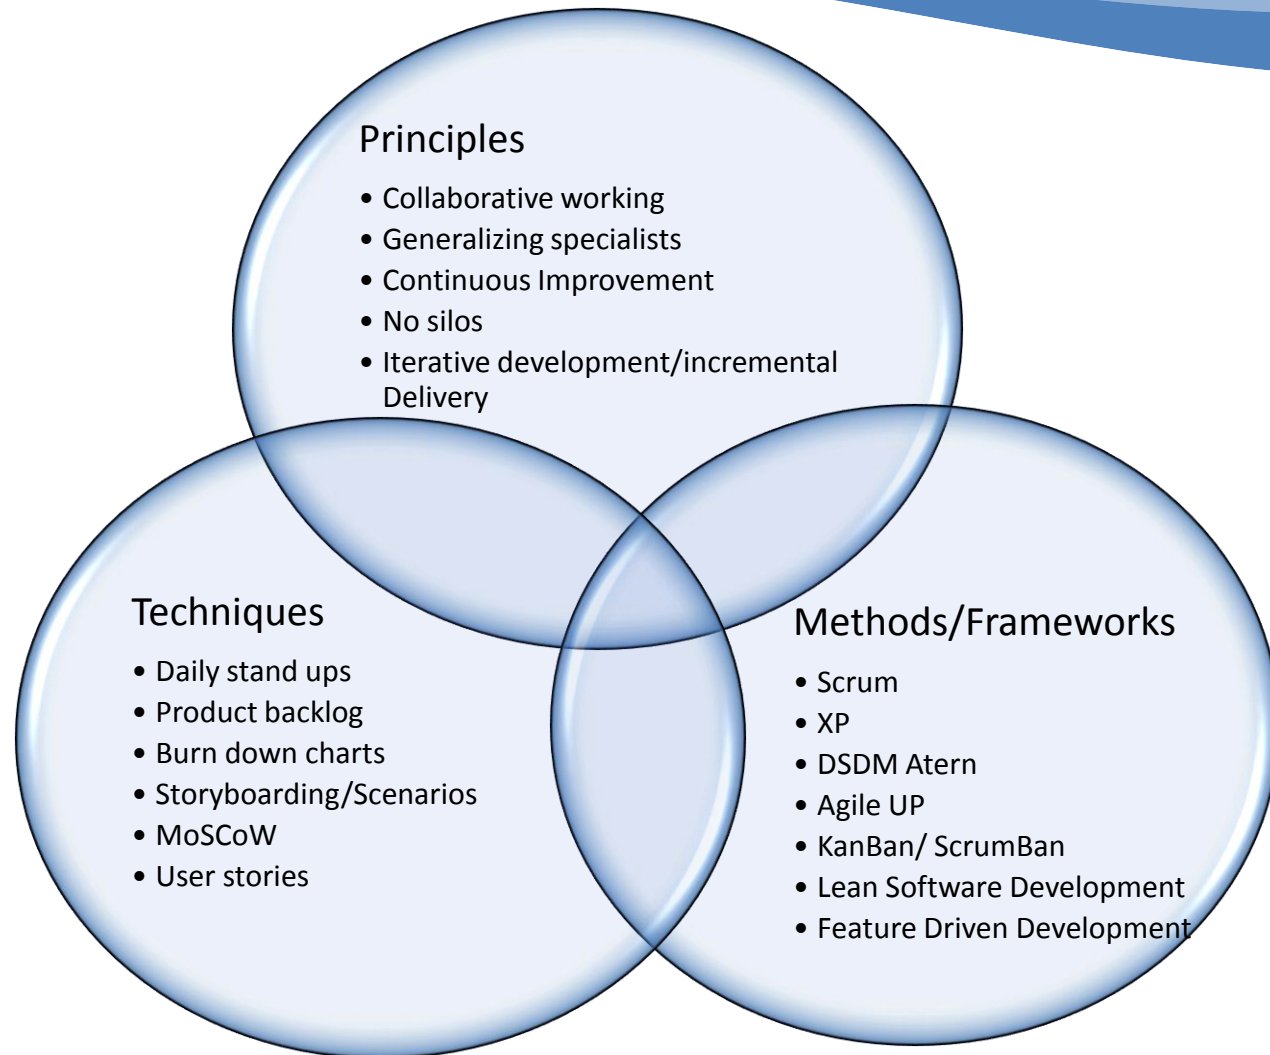 Principles
• Collaborative working
• Generalizing specialists
• Continuous Improvement
• No silos
• Iterative development/incremental
Delivery
Techniques
• Daily stand ups
• Product backlog
• Burn down charts
• Storyboarding/Scenarios
• MoSCoW
• User stories
Methods/Frameworks
• Scrum
• XP
• DSDM Atern
• Agile UP
• KanBan/ ScrumBan
• Lean Software Development
• Feature Driven Development